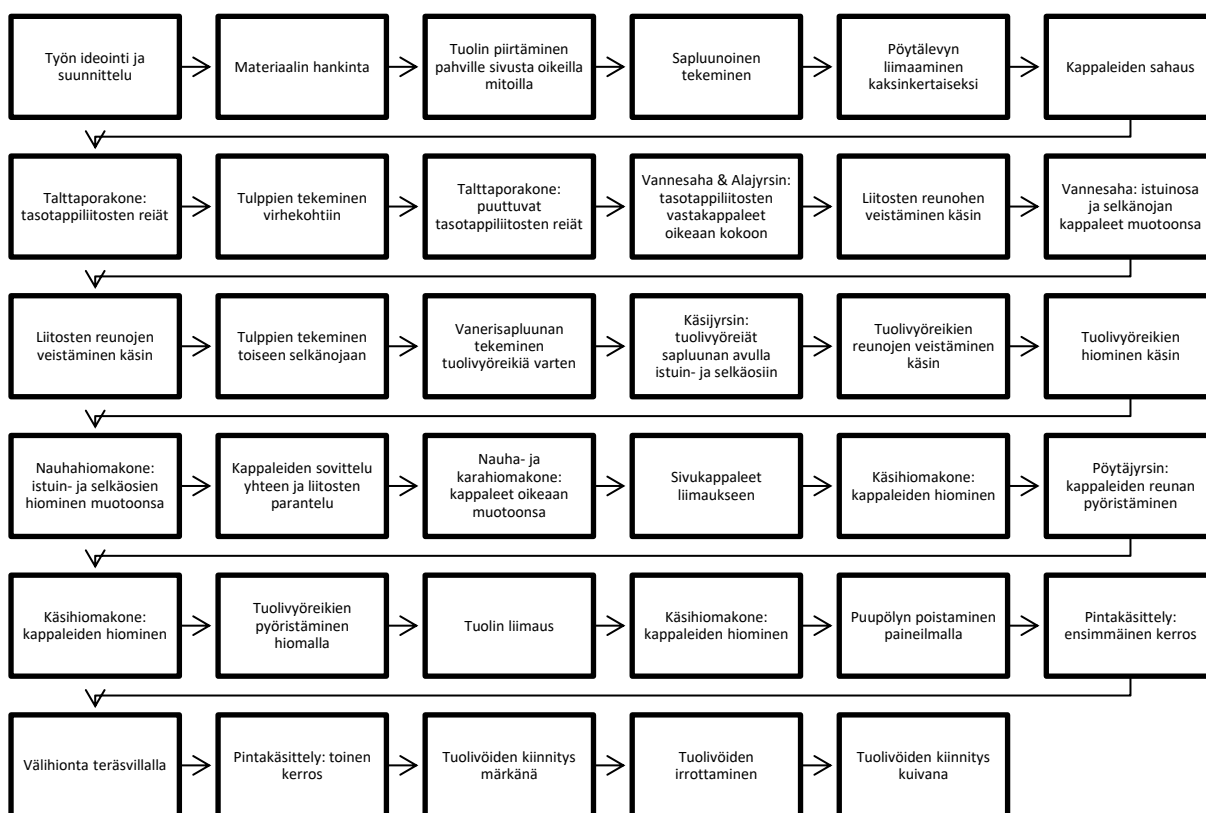 Työn ideointi ja
suunnittelu
Materiaalin hankinta
Tuolin piirtäminen
pahville sivusta oikeilla
mitoilla
Sapluunoinen
tekeminen
Pöytälevyn
liimaaminen
kaksinkertaiseksi
Kappaleiden sahaus
Talttaporakone:
tasotappiliitosten reiät
Tulppien tekeminen
virhekohtiin
Talttaporakone:
puuttuvat
tasotappiliitosten reiät
Vannesaha & Alajyrsin:
tasotappiliitosten
vastakappaleet
oikeaan kokoon
Liitosten reunohen
veistäminen käsin
Vannesaha: istuinosa
ja selkänojan
kappaleet muotoonsa
Liitosten reunojen
veistäminen käsin
Tulppien tekeminen
toiseen selkänojaan
Vanerisapluunan
tekeminen
tuolivyöreikiä varten
Käsijyrsin:
tuolivyöreiät
sapluunan avulla
istuin- ja selkäosiin
Tuolivyöreikien
reunojen veistäminen
käsin
Tuolivyöreikien
hiominen käsin
Nauhahiomakone:
istuin- ja selkäosien
hiominen muotoonsa
Kappaleiden sovittelu
yhteen ja liitosten
parantelu
Nauha- ja
karahiomakone:
kappaleet oikeaan
muotoonsa
Sivukappaleet
liimaukseen
Käsihiomakone:
kappaleiden hiominen
Pöytäjyrsin:
kappaleiden reunan
pyöristäminen
Käsihiomakone:
kappaleiden hiominen
Tuolivyöreikien
pyöristäminen
hiomalla
Tuolin liimaus
Käsihiomakone:
kappaleiden hiominen
Puupölyn poistaminen
paineilmalla
Pintakäsittely:
ensimmäinen kerros
Välihionta teräsvillalla
Pintakäsittely: toinen
kerros
Tuolivöiden kiinnitys
märkänä
Tuolivöiden
irrottaminen
Tuolivöiden kiinnitys
kuivana